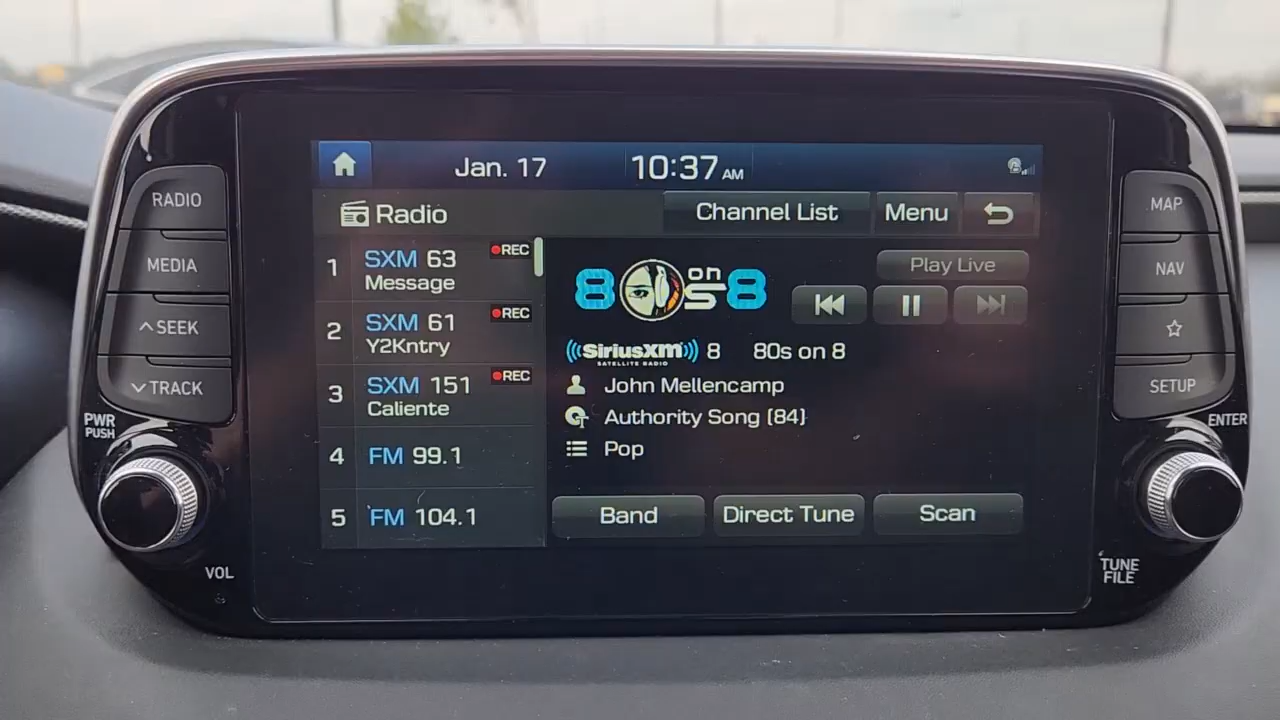 RADIO
MEDIA
SEEK
TRACK
PWR
PUSH
VOL
Jan. 17
10:37 AM
Radio
Channel List
Menu
1
SXM 63
REC
Message
2
SXM 61
REC
Y2Kntry
3
SXM 151
REC
Caliente
4
FM 99.1
5
FM 104.1
80s on 8
Play Live
SiriusXM 8 80s on 8
SATELLITE RADIO
John Mellencamp
Authority Song (84)
Pop
Band
Direct Tune
Scan
MAP
NAV
SETUP
ENTER
TUNE
FILE